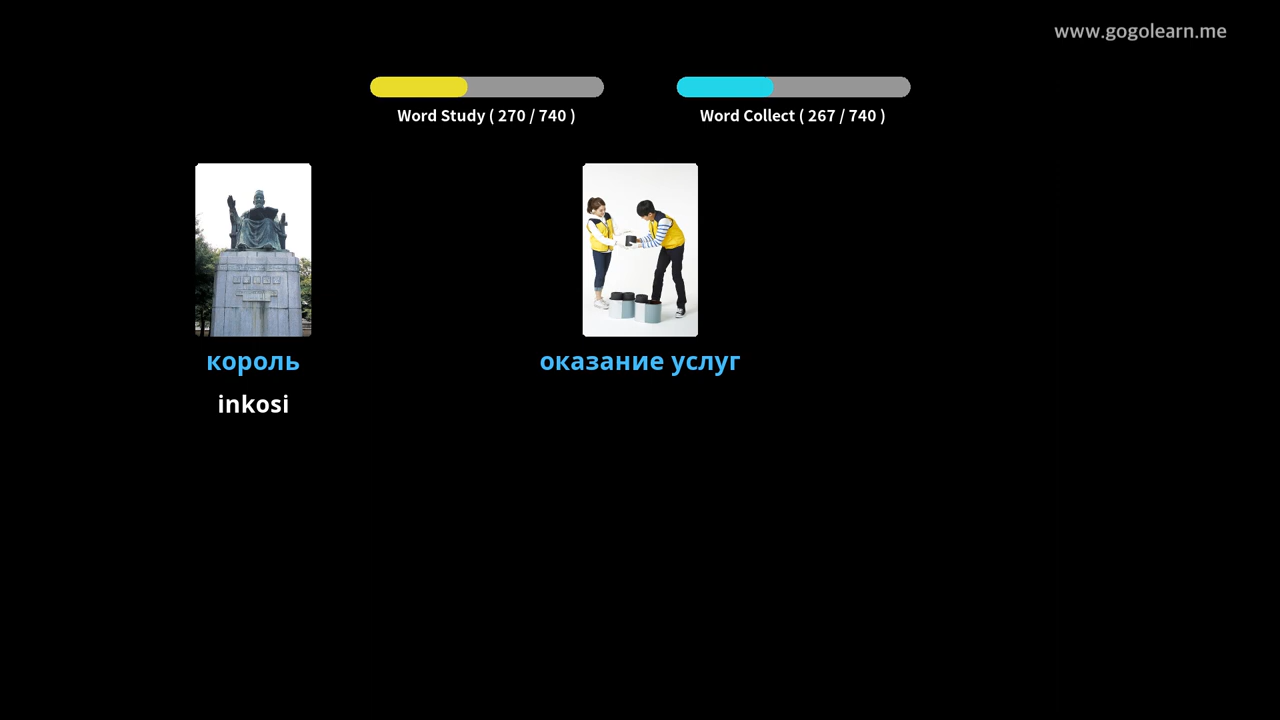 www.gogolearn.me
Word Study ( 270 / 740 )
Word Collect ( 267 / 740 )
король
inkosi
оказание услуг